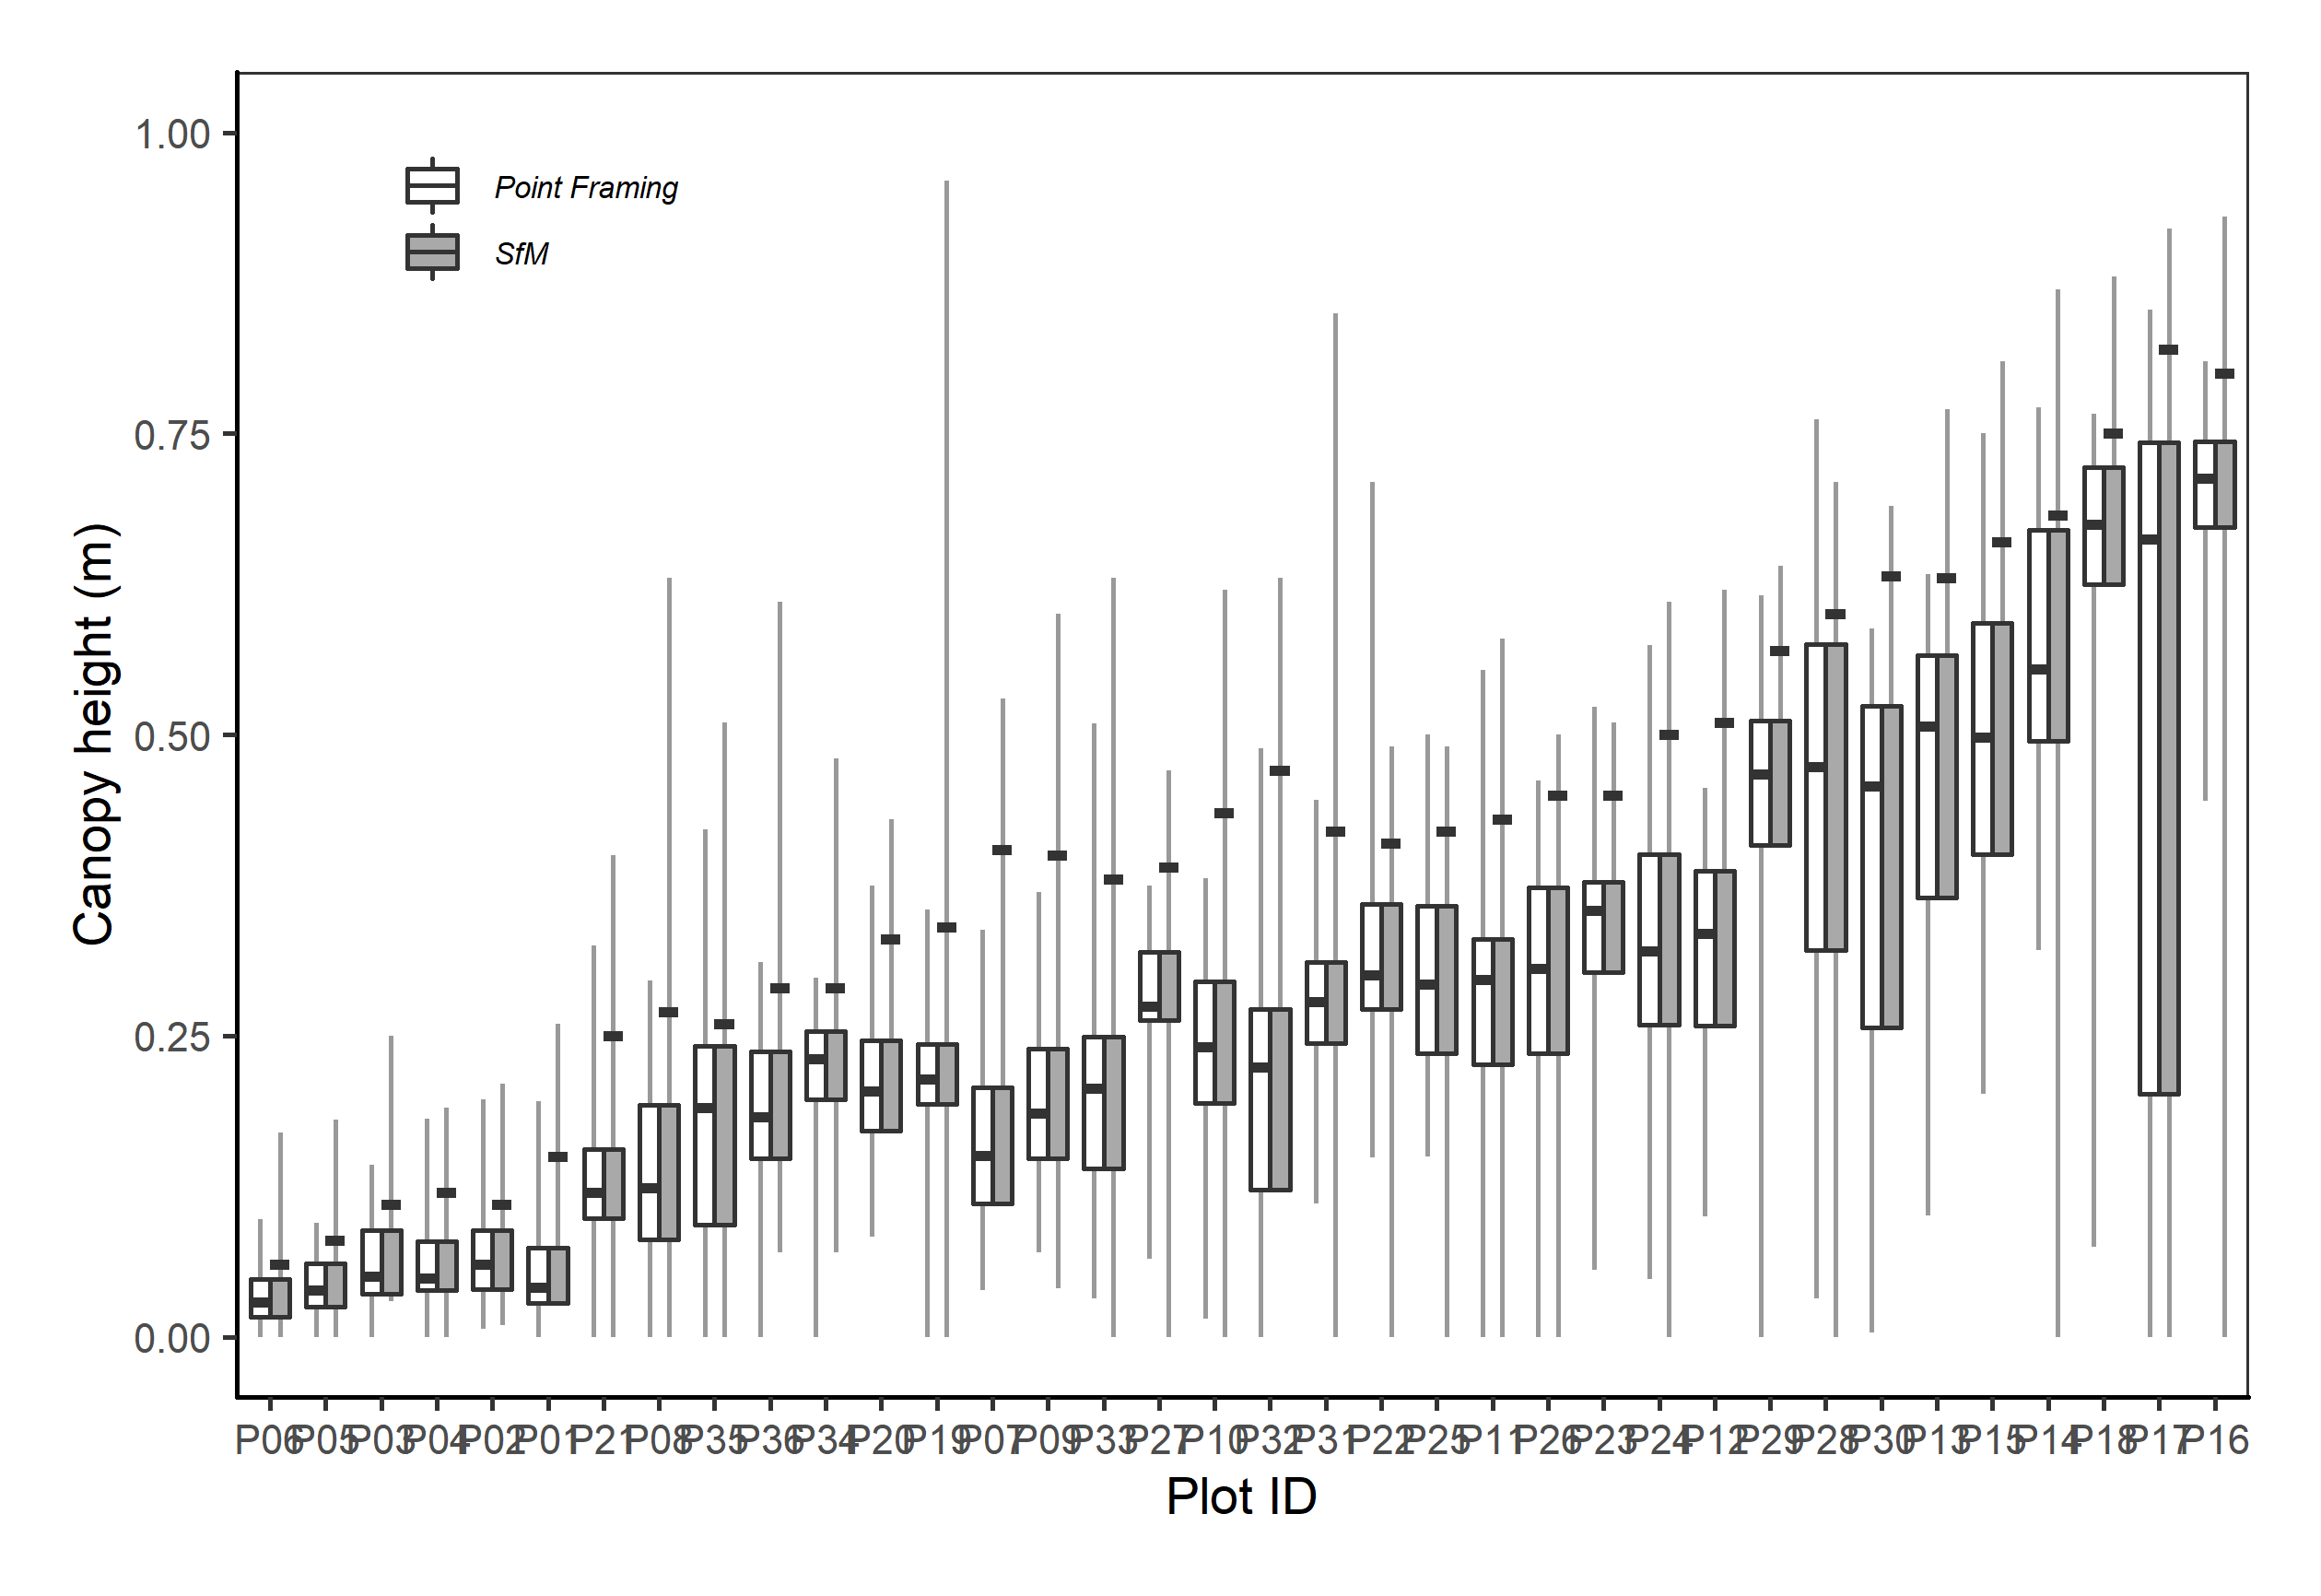 1.00
Point Framing
SfM
0.75
0.50
0.25
0.00
Canopy height (m)
P06 P05 P03 P04 P02 P01 P21 P08 P35 P36 P34 P20 P19 P07 P09 P33 P27 P10 P32 P31 P22 P25 P11 P26 P23 P24 P12 P29 P28 P30 P13 P15 P14 P18 P17 P16
Plot ID